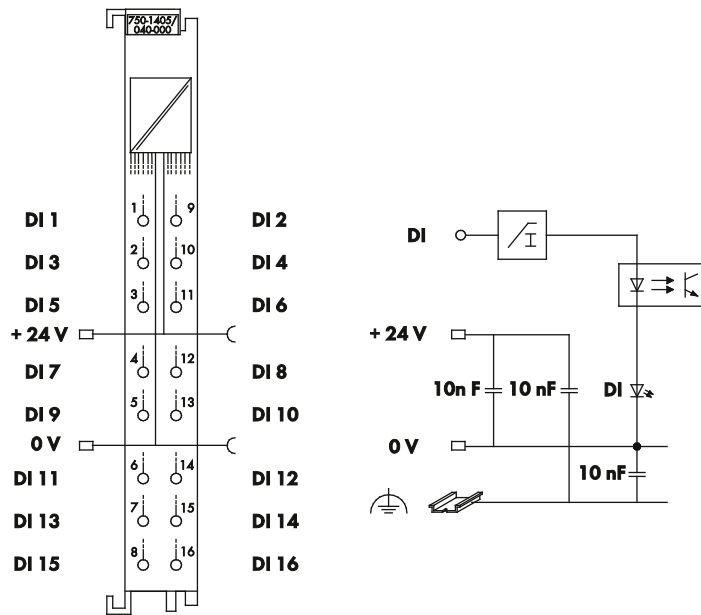 750-1405/
040-000
1 9
DI 1 DI 2
2 10
DI 3 DI 4
3 11
DI 5 DI 6
+ 24 V
4 12
DI 7 DI 8
5 13
DI 9 DI 10
0 V
6 14
DI 11 DI 12
7 15
DI 13 DI 14
8 16
DI 15 DI 16
DI
I
+ 24 V
10n F 10 nF DI
0 V
10 nF